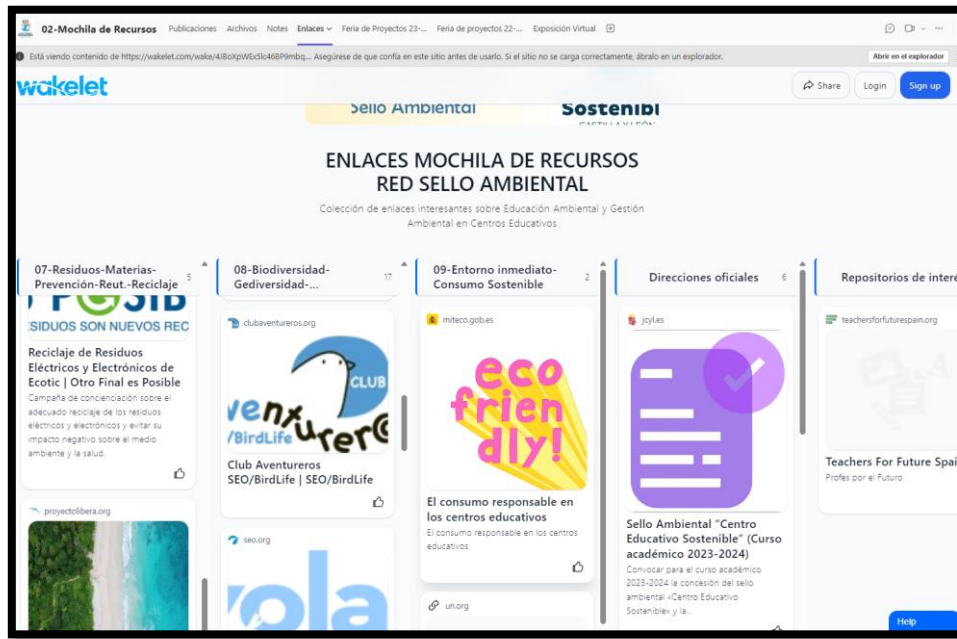 02-Mochila de Recursos Publicaciones Archivos Notes Enlaces Feria de Proyectos 23-... Feria de proyectos 22-... Exposición Virtual
Está viendo contenido de https://wakelet.com/wake/ Asegúrese de que confía en este sitio antes de usarlo. Si el sitio no se carga correctamente, ábralo en un explorador. Abrir en el explorador
wakelet Share Login Sign up
Sello Ambiental Sostenibl
CASTILLA Y LEÓN
ENLACES MOCHILA DE RECURSOS
RED SELLO AMBIENTAL
Colección de enlaces interesantes sobre Educación Ambiental y Gestión
Ambiental en Centros Educativos
07-Residuos-Materias-
Prevención-Reut.-Reciclaje 5
POSIB
SIDUOS SON NUEVOS REC
Reciclaje de Residuos
Eléctricos y Electrónicos de
Ecotic | Otro Final es Posible
Campaña de concienciación sobre el
adecuado reciclaje de los residuos
eléctricos y electrónicos y evitar su
impacto negativo sobre el medio
ambiente y la salud.
proyectolibera.org
08-Biodiversidad-
Gediversidad-... 17
clubaventureros.org
CLUB
venturer@
/BirdLife
Club Aventureros
SEO/BirdLife | SEO/BirdLife
seo.org
ola
09-Entorno inmediato-
Consumo Sostenible 2
miteco.gob.es
eco
frien
dly!
El consumo responsable en
los centros educativos
El consumo responsable en los centros
educativos
un.org
Direcciones oficiales 6
jcyl.es
Sello Ambiental "Centro
Educativo Sostenible" (Curso
académico 2023-2024)
Convocar para el curso académico
2023-2024 la concesión del sello
ambiental «Centro Educativo
Sostenible» y la...
Repositorios de interé
teachersforfuturespain.org
Teachers For Future Spai
Profes por el Futuro
Help